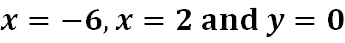 x = −6, x = 2 and y = 0